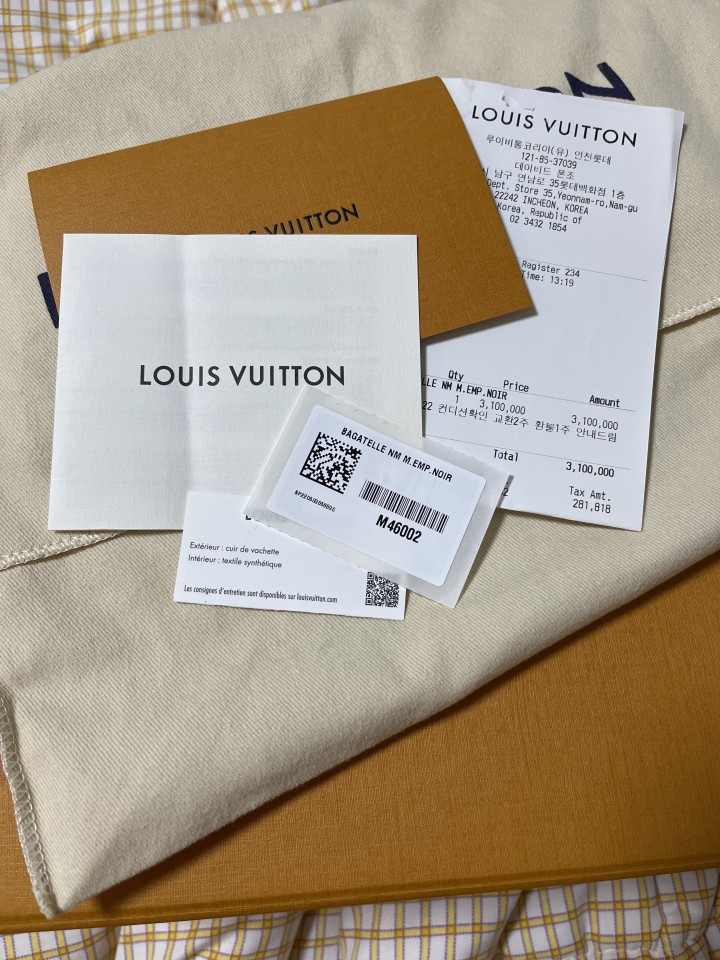 LOUIS VUITTON
루이비통코리아(유) 인천롯데
121-85-37039
데이비드 폰조
남구 연남로 35롯데백화점 1층
Dept. Store 35,Yeonnam-ro,Nam-gu
22242 INCHEON, KOREA
Korea, Republic of
02 3432 1854
Register 234
Time: 13:19
Qty Price Amount
LLE NM M.EMP.NOIR
1 3,100,000 3,100,000
22 컨디션확인 교환2주 환불1주 안내드림
Total 3,100,000
Tax Amt.
281,818
VUITTON
LOUIS VUITTON
BAGATELLE NM M.EMP.NOIR
M46002
Extérieur : cuir de vachette
Intérieur : textile synthétique
Les consignes d'entretien sont disponibles sur louisvuitton.com